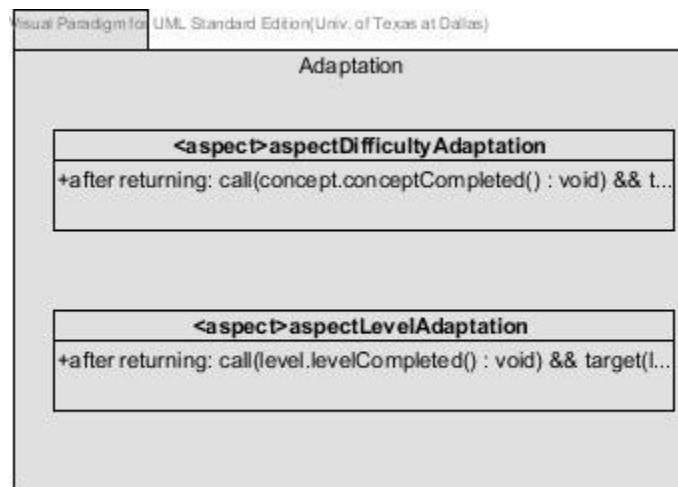 Visual Paradigm for UML Standard Edition(Univ. of Texas at Dallas)
Adaptation
<aspect>aspectDifficultyAdaptation
+after returning: call(concept.conceptCompleted() : void) && t...
<aspect>aspectLevelAdaptation
+after returning: call(level.levelCompleted() : void) && target(l...